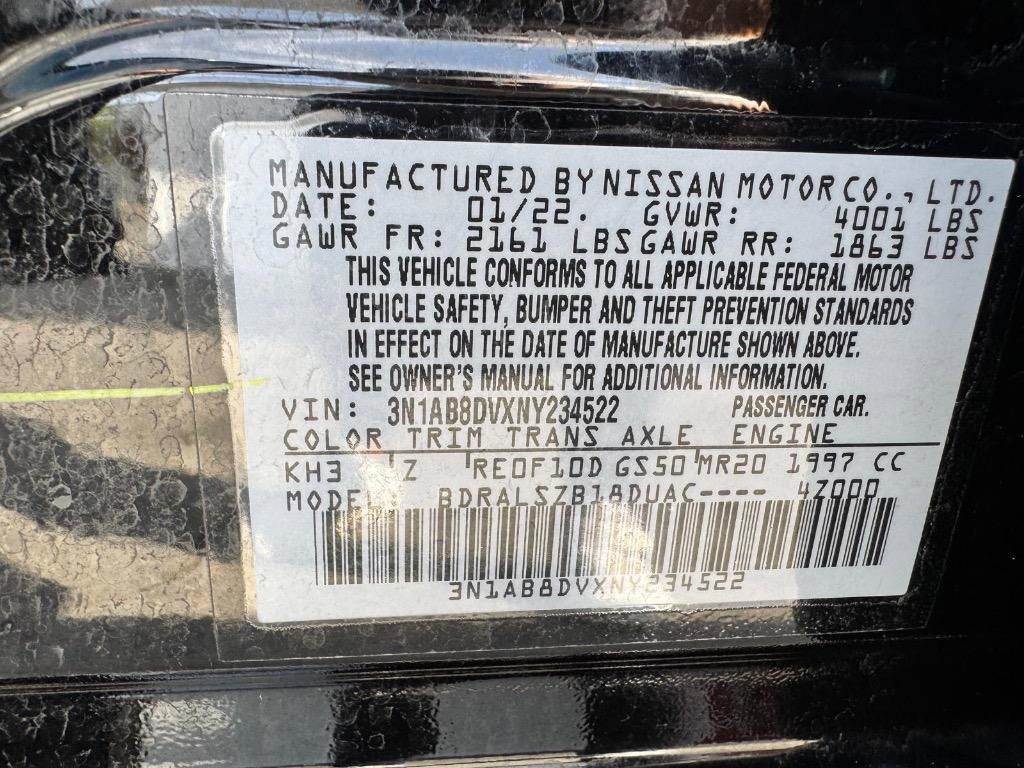 MANUFACTURED BY NISSAN MOTOR CO., LTD.
DATE: 01/22. GVWR: 4001 LBS
GAWR FR: 2161 LBS GAWR RR: 1863 LBS
THIS VEHICLE CONFORMS TO ALL APPLICABLE FEDERAL MOTOR
VEHICLE SAFETY, BUMPER AND THEFT PREVENTION STANDARDS
IN EFFECT ON THE DATE OF MANUFACTURE SHOWN ABOVE.
SEE OWNER'S MANUAL FOR ADDITIONAL INFORMATION.
VIN: 3N1AB8DVXNY234522 PASSENGER CAR.
COLOR TRIM TRANS AXLE ENGINE
KH3 Z RE0F10D GS50 MR20 1997 CC
MODEL: BDRALSZB18DUAC---- 4Z000
3N1AB8DVXNY234522